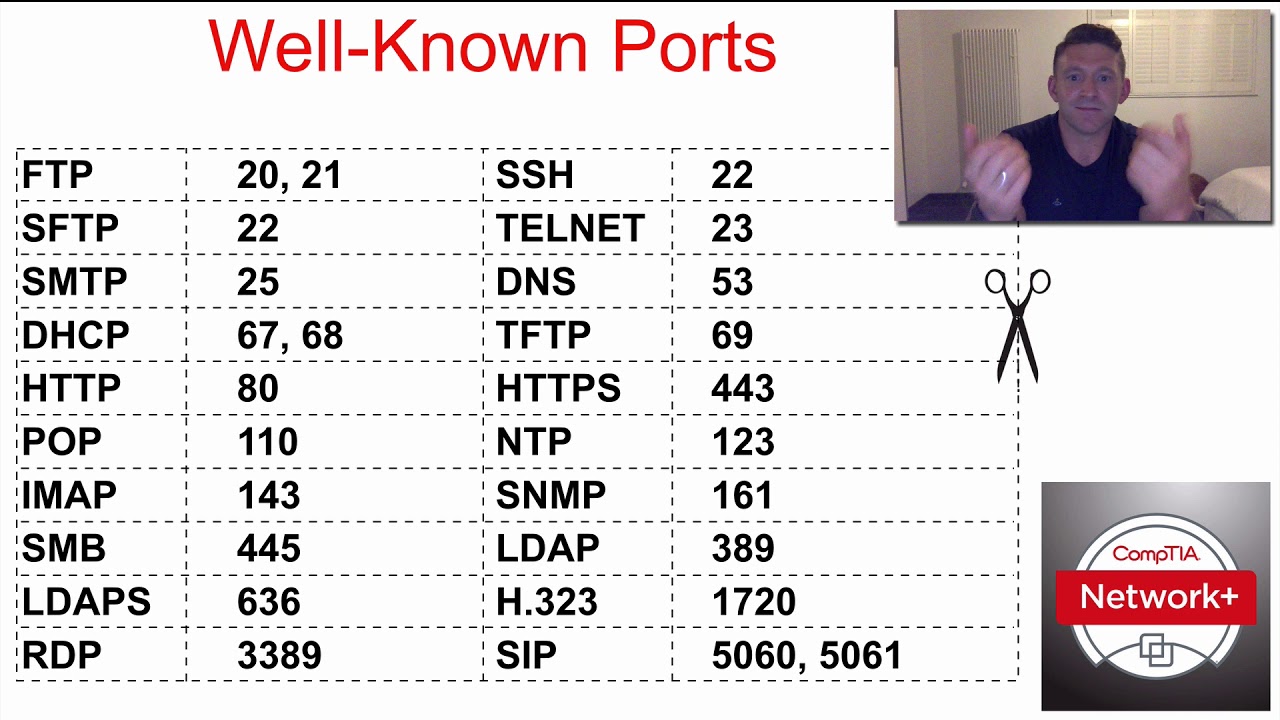 Well-Known Ports
FTP 20, 21 SSH 22
SFTP 22 TELNET 23
SMTP 25 DNS 53
DHCP 67, 68 TFTP 69
HTTP 80 HTTPS 443
POP 110 NTP 123
IMAP 143 SNMP 161
SMB 445 LDAP 389
LDAPS 636 H.323 1720
RDP 3389 SIP 5060, 5061
CompTIA.
Network+